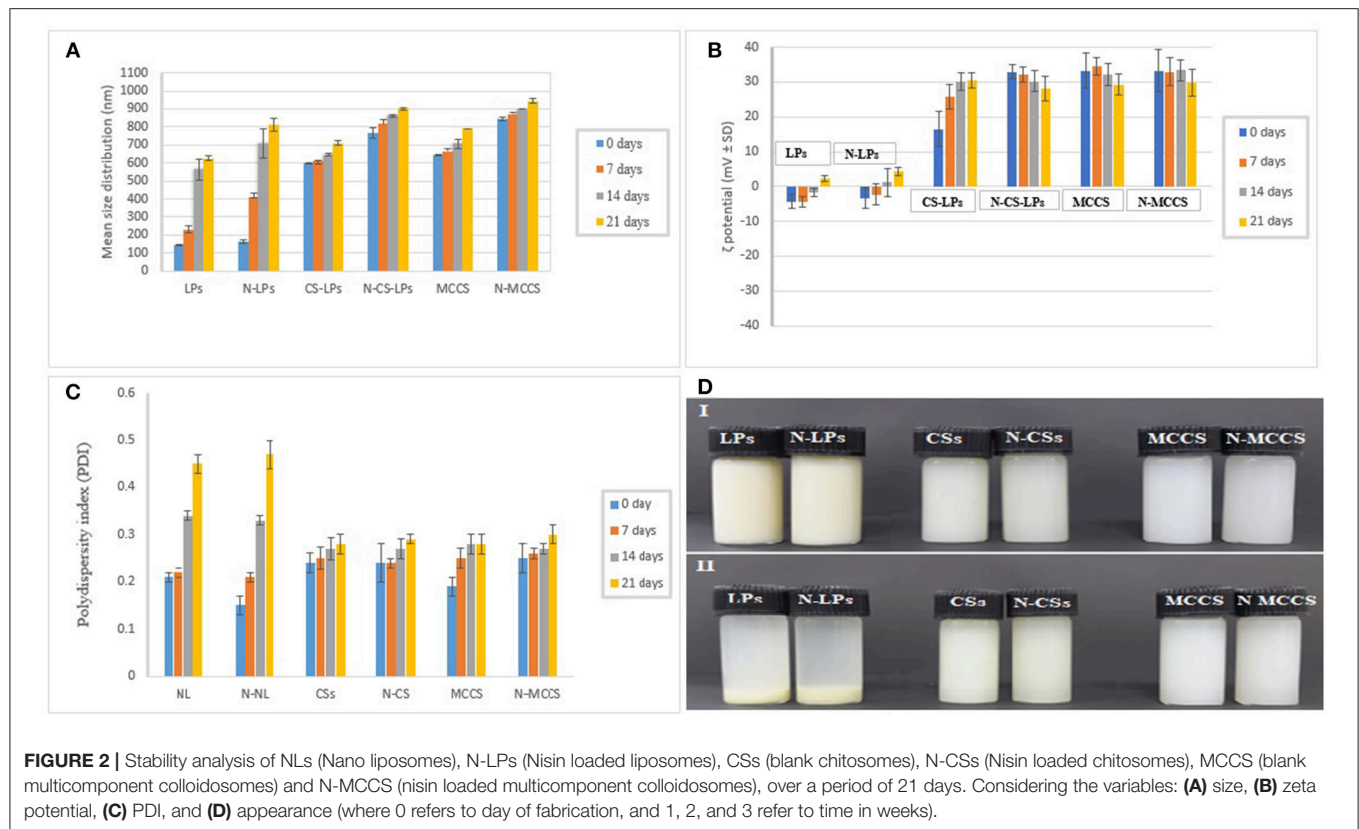 A
Mean size distribution (nm)
1100
1000
900
800
700
600
500
400
300
200
100
0
LPs N-LPs CS-LPs N-CS-LPs MCCS N-MCCS
0 days
7 days
14 days
21 days
B
ζ potential (mV ± SD)
40
30
20
10
0
-10
-20
-30
-40
LPs
N-LPs
CS-LPs N-CS-LPs MCCS N-MCCS
0 days
7 days
14 days
21 days
C
Polydispersity index (PDI)
0.6
0.5
0.4
0.3
0.2
0.1
0
NL N-NL CSs N-CS MCCS N-MCCS
0 day
7 days
14 days
21 days
D
I
LPs N-LPs CSs N-CSs MCCS N-MCCS
II
LPs N-LPs CSs N-CSs MCCS N MCCS
FIGURE 2 | Stability analysis of NLs (Nano liposomes), N-LPs (Nisin loaded liposomes), CSs (blank chitosomes), N-CSs (Nisin loaded chitosomes), MCCS (blank
multicomponent colloidosomes) and N-MCCS (nisin loaded multicomponent colloidosomes), over a period of 21 days. Considering the variables: (A) size, (B) zeta
potential, (C) PDI, and (D) appearance (where 0 refers to day of fabrication, and 1, 2, and 3 refer to time in weeks).